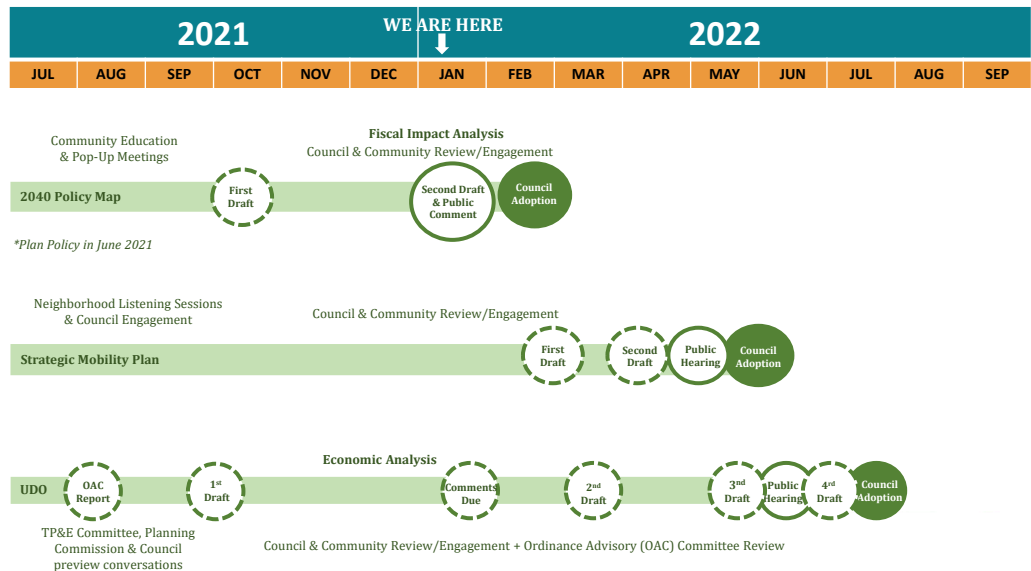 WE ARE HERE
2021
2022
JUL AUG SEP OCT NOV DEC JAN FEB MAR APR MAY JUN JUL AUG SEP
Community Education
& Pop-Up Meetings
Fiscal Impact Analysis
Council & Community Review/Engagement
2040 Policy Map
First
Draft
Second Draft
& Public
Comment
Council
Adoption
*Plan Policy in June 2021
Neighborhood Listening Sessions
& Council Engagement
Council & Community Review/Engagement
Strategic Mobility Plan
First
Draft
Second
Draft
Public
Hearing
Council
Adoption
Economic Analysis
UDO
OAC
Report
1st
Draft
Comments
Due
2nd
Draft
3nd
Draft
Public
Hearing
4rd
Draft
Council
Adoption
TP&E Committee, Planning
Commission & Council
preview conversations
Council & Community Review/Engagement + Ordinance Advisory (OAC) Committee Review